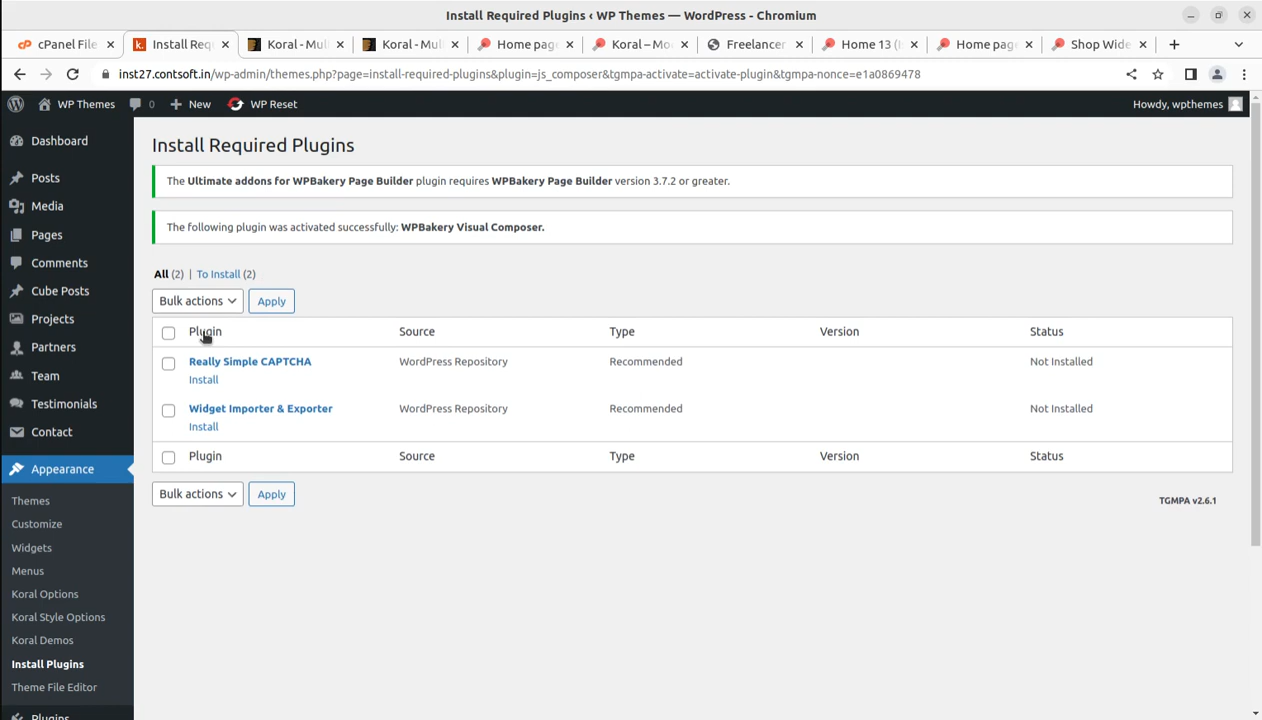 Install Required Plugins ‹ WP Themes — WordPress - Chromium
cPanel File
Install Req
Koral - Mul
Koral - Mul
Home pag
Koral – Mo
Freelancer
Home 13 (
Home pag
Shop Wide
inst27.contsoft.in/wp-admin/themes.php?page=install-required-plugins&plugin=js_composer&tgmpa-activate=activate-plugin&tgmpa-nonce=e1a0869478
WP Themes
0
New
WP Reset
Howdy, wpthemes
Dashboard
Posts
Media
Pages
Comments
Cube Posts
Projects
Partners
Team
Testimonials
Contact
Appearance
Themes
Customize
Widgets
Menus
Koral Options
Koral Style Options
Koral Demos
Install Plugins
Theme File Editor
Plugins
Install Required Plugins
The Ultimate addons for WPBakery Page Builder plugin requires WPBakery Page Builder version 3.7.2 or greater.
The following plugin was activated successfully: WPBakery Visual Composer.
All (2) | To Install (2)
Bulk actions Apply
Plugin Source Type Version Status
Really Simple CAPTCHA WordPress Repository Recommended Not Installed
Install
Widget Importer & Exporter WordPress Repository Recommended Not Installed
Install
Plugin Source Type Version Status
Bulk actions Apply
TGMPA v2.6.1